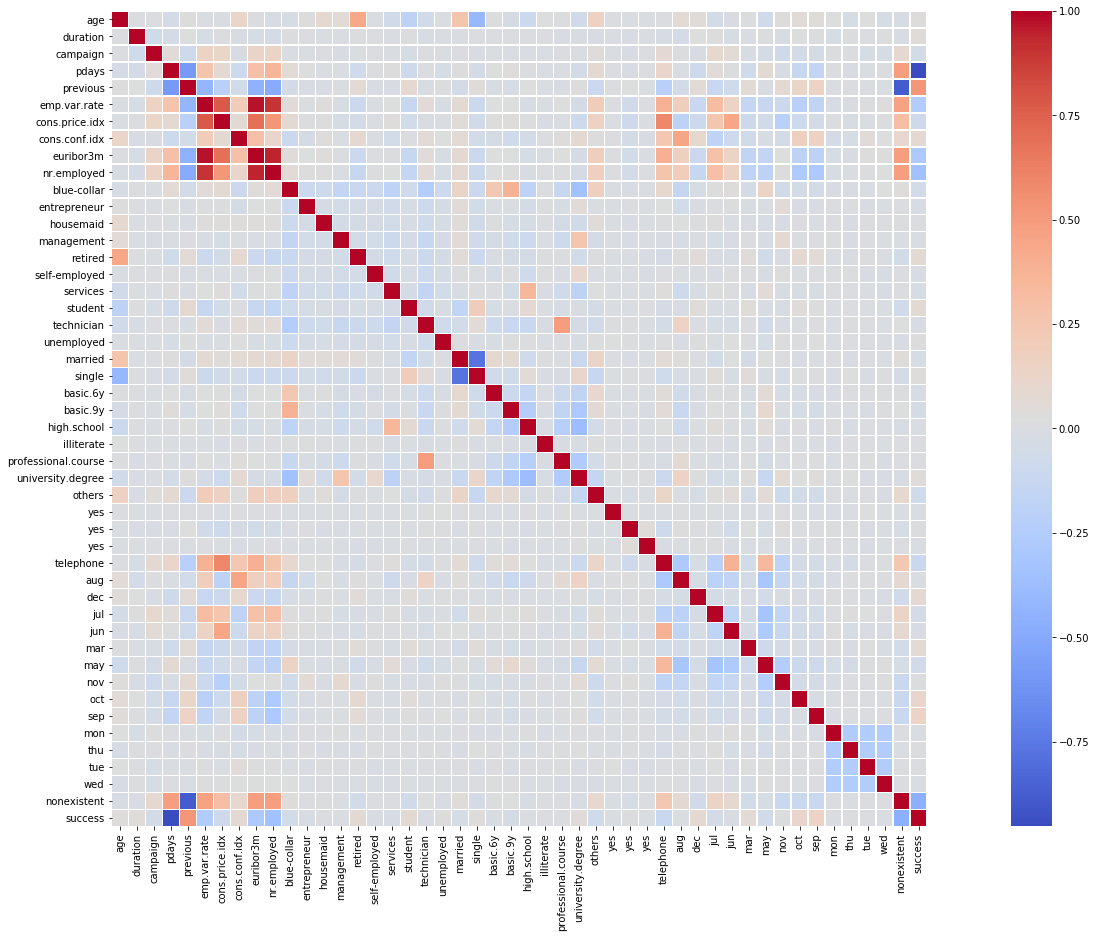 age
duration
campaign
pdays
previous
emp.var.rate
cons.price.idx
cons.conf.idx
euribor3m
nr.employed
blue-collar
entrepreneur
housemaid
management
retired
self-employed
services
student
technician
unemployed
married
single
basic.6y
basic.9y
high.school
illiterate
professional.course
university.degree
others
yes
yes
yes
telephone
aug
dec
jul
jun
mar
may
nov
oct
sep
mon
thu
tue
wed
nonexistent
success
age
duration
campaign
pdays
previous
emp.var.rate
cons.price.idx
cons.conf.idx
euribor3m
nr.employed
blue-collar
entrepreneur
housemaid
management
retired
self-employed
services
student
technician
unemployed
married
single
basic.6y
basic.9y
high.school
illiterate
professional.course
university.degree
others
yes
yes
yes
telephone
aug
dec
jul
jun
mar
may
nov
oct
sep
mon
thu
tue
wed
nonexistent
success
1.00
0.75
0.50
0.25
0.00
−0.25
−0.50
−0.75